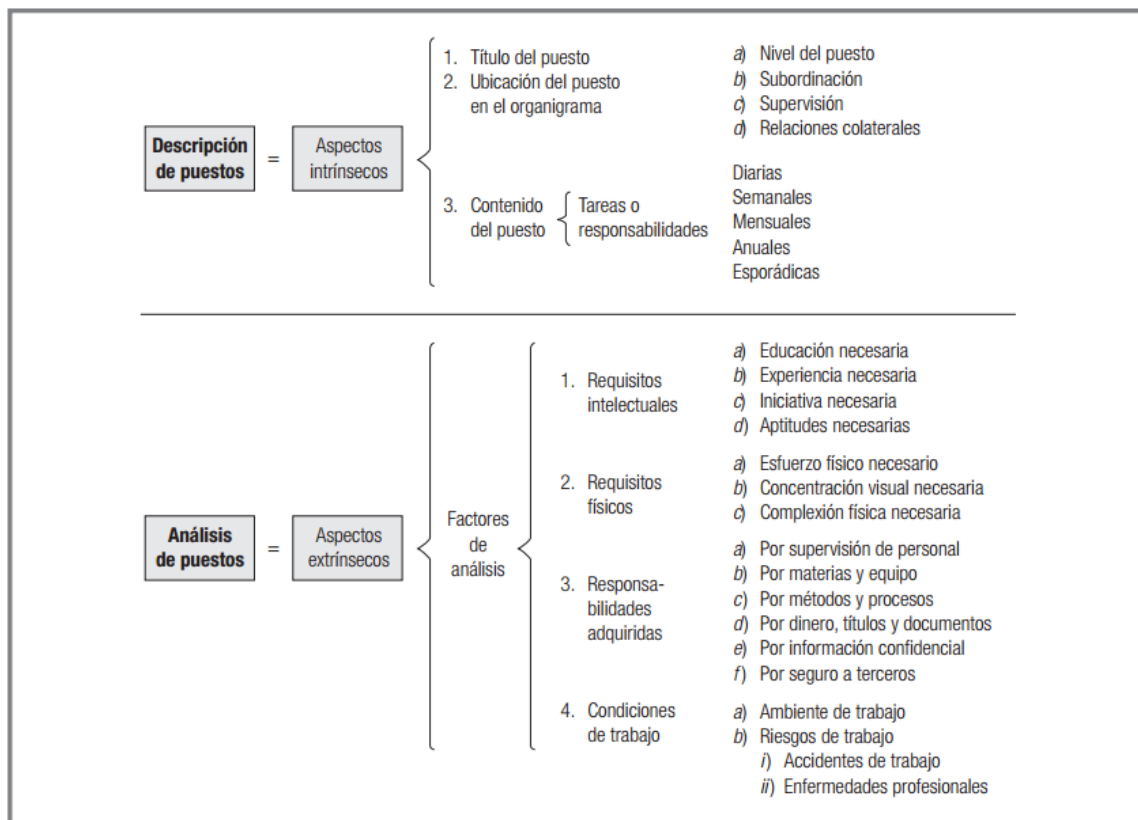 Descripción
de puestos
=
Aspectos
intrínsecos
1. Título del puesto
2. Ubicación del puesto
en el organigrama
a) Nivel del puesto
b) Subordinación
c) Supervisión
d) Relaciones colaterales
3. Contenido
del puesto
Tareas o
responsabilidades
Diarias
Semanales
Mensuales
Anuales
Esporádicas
Análisis
de puestos
=
Aspectos
extrínsecos
Factores
de
análisis
1. Requisitos
intelectuales
a) Educación necesaria
b) Experiencia necesaria
c) Iniciativa necesaria
d) Aptitudes necesarias
2. Requisitos
físicos
a) Esfuerzo físico necesario
b) Concentración visual necesaria
c) Complexión física necesaria
3. Responsa-
bilidades
adquiridas
a) Por supervisión de personal
b) Por materias y equipo
c) Por métodos y procesos
d) Por dinero, títulos y documentos
e) Por información confidencial
f) Por seguro a terceros
4. Condiciones
de trabajo
a) Ambiente de trabajo
b) Riesgos de trabajo
i) Accidentes de trabajo
ii) Enfermedades profesionales